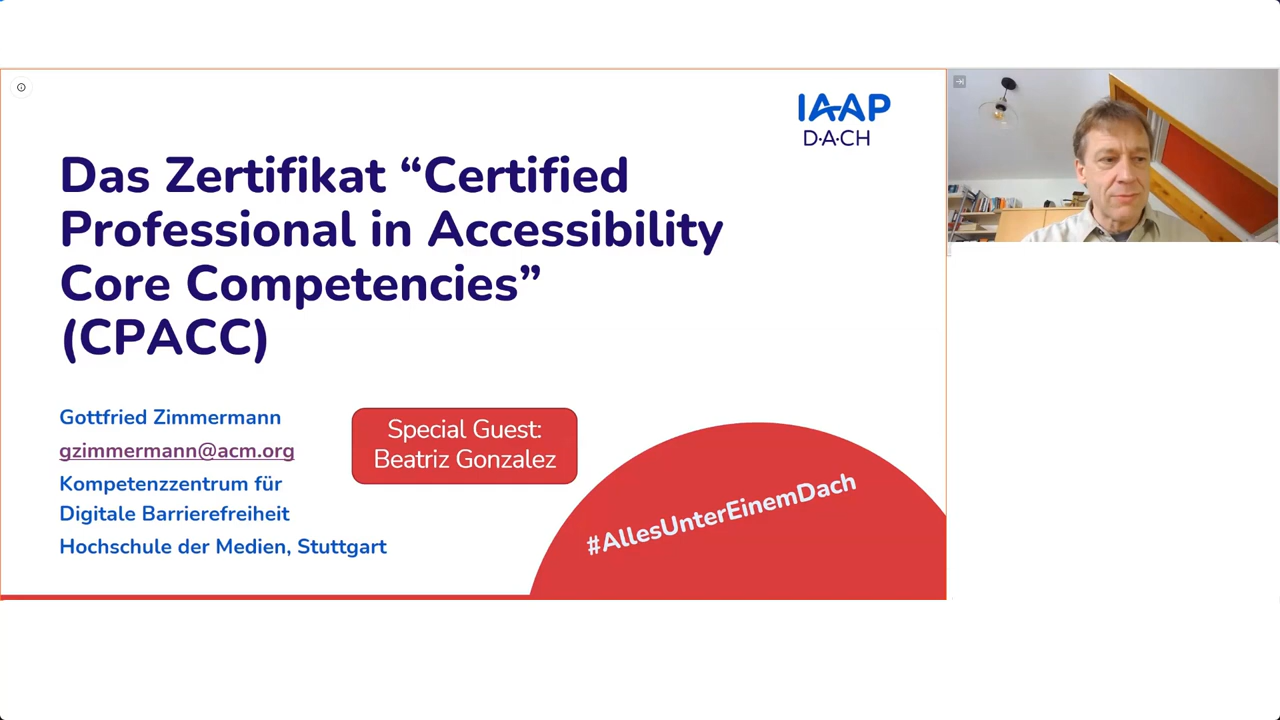 IAAP
D·A·CH
Das Zertifikat “Certified
Professional in Accessibility
Core Competencies”
(CPACC)
Gottfried Zimmermann
gzimmermann@acm.org
Kompetenzzentrum für
Digitale Barrierefreiheit
Hochschule der Medien, Stuttgart
Special Guest:
Beatriz Gonzalez
#AllesUnterEinemDach